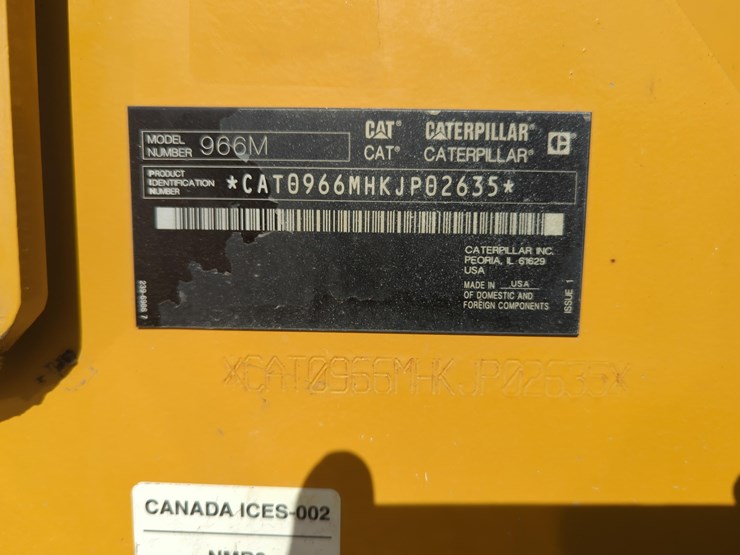 MODEL
NUMBER 966M
CAT® CATERPILLAR®
CAT® CATERPILLAR®
PRODUCT
IDENTIFICATION
NUMBER
*CAT0966MHKJP02635*
CATERPILLAR INC.
PEORIA, IL 61629
USA
MADE IN USA
OF DOMESTIC AND
FOREIGN COMPONENTS
ISSUE 1
XCAT0966MHKJP02635X
CANADA ICES-002